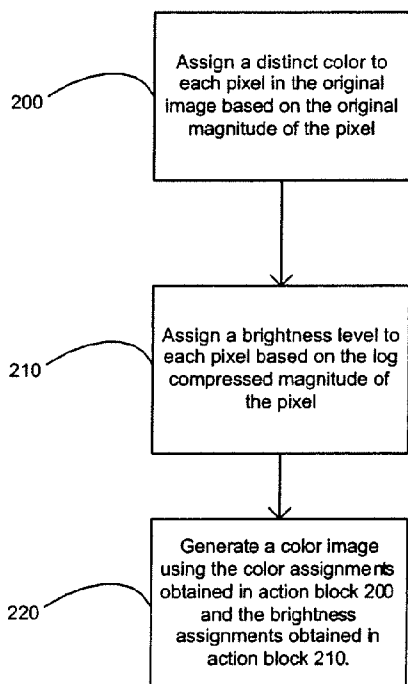 Assign a distinct color to
each pixel in the original
image based on the original
magnitude of the pixel
200
Assign a brightness level to
each pixel based on the log
compressed magnitude of
the pixel
210
Generate a color image
using the color assignments
obtained in action block 200
and the brightness
assignments obtained in
action block 210.
220